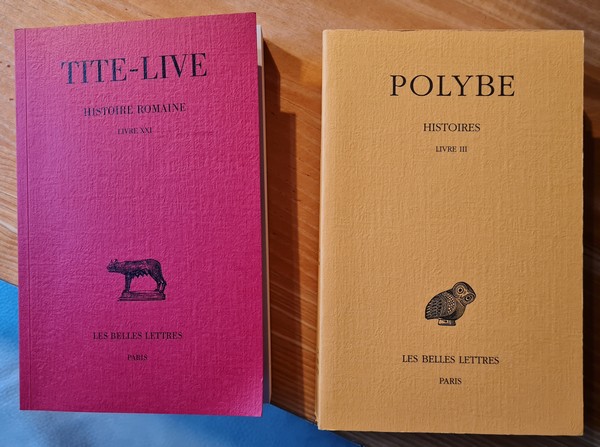 TITE-LIVE
HISTOIRE ROMAINE
LIVRE XXI
LES BELLES LETTRES
PARIS
POLYBE
HISTOIRES
LIVRE III
LES BELLES LETTRES
PARIS